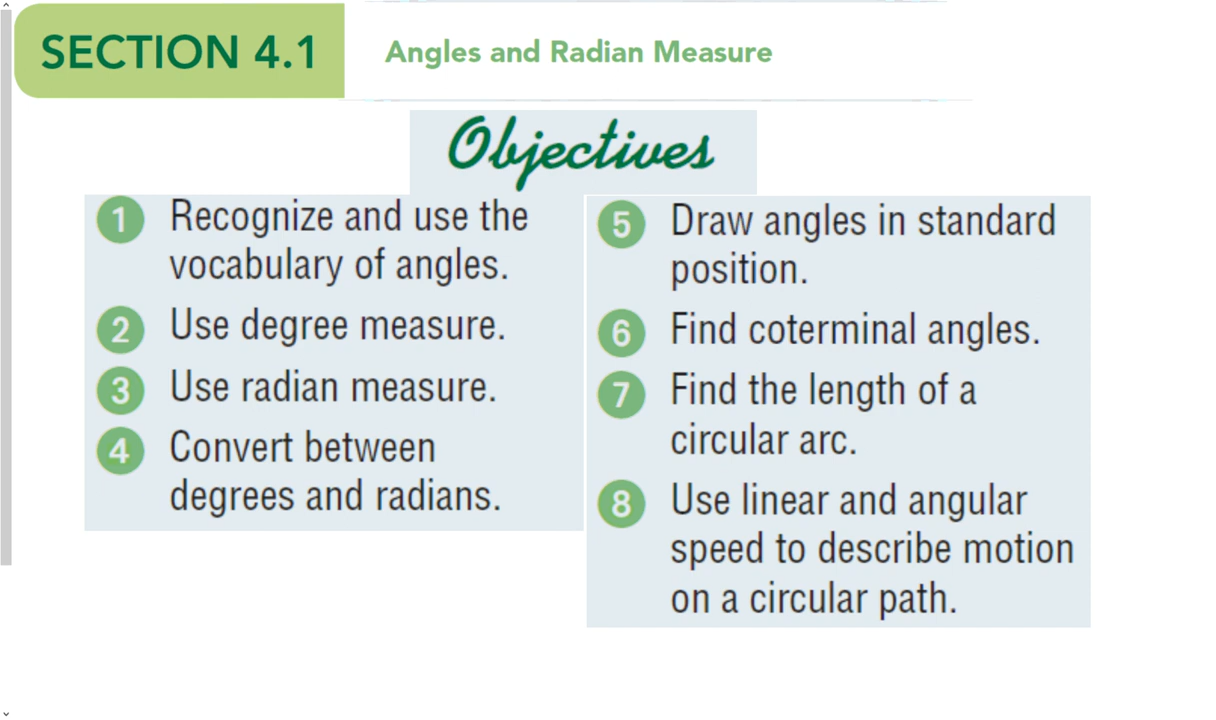 SECTION 4.1
Angles and Radian Measure
Objectives
1 Recognize and use the
vocabulary of angles.
2 Use degree measure.
3 Use radian measure.
4 Convert between
degrees and radians.
5 Draw angles in standard
position.
6 Find coterminal angles.
7 Find the length of a
circular arc.
8 Use linear and angular
speed to describe motion
on a circular path.